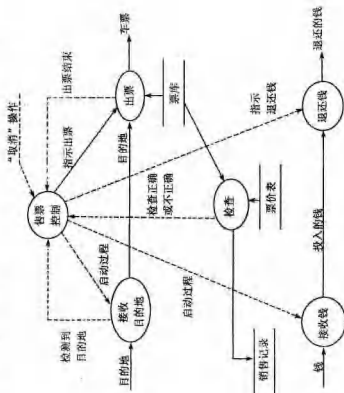 "取消"操作
售票
控制
出票结束
指示出票
车票
出票
检测到
目的地
启动过程
目的地
目的地
接收
目的地
检查正确
或不正确
票库
启动过程
检查
指示
退还钱
票价表
销售记录
钱
接收钱
投入的钱
退还钱
退还的钱